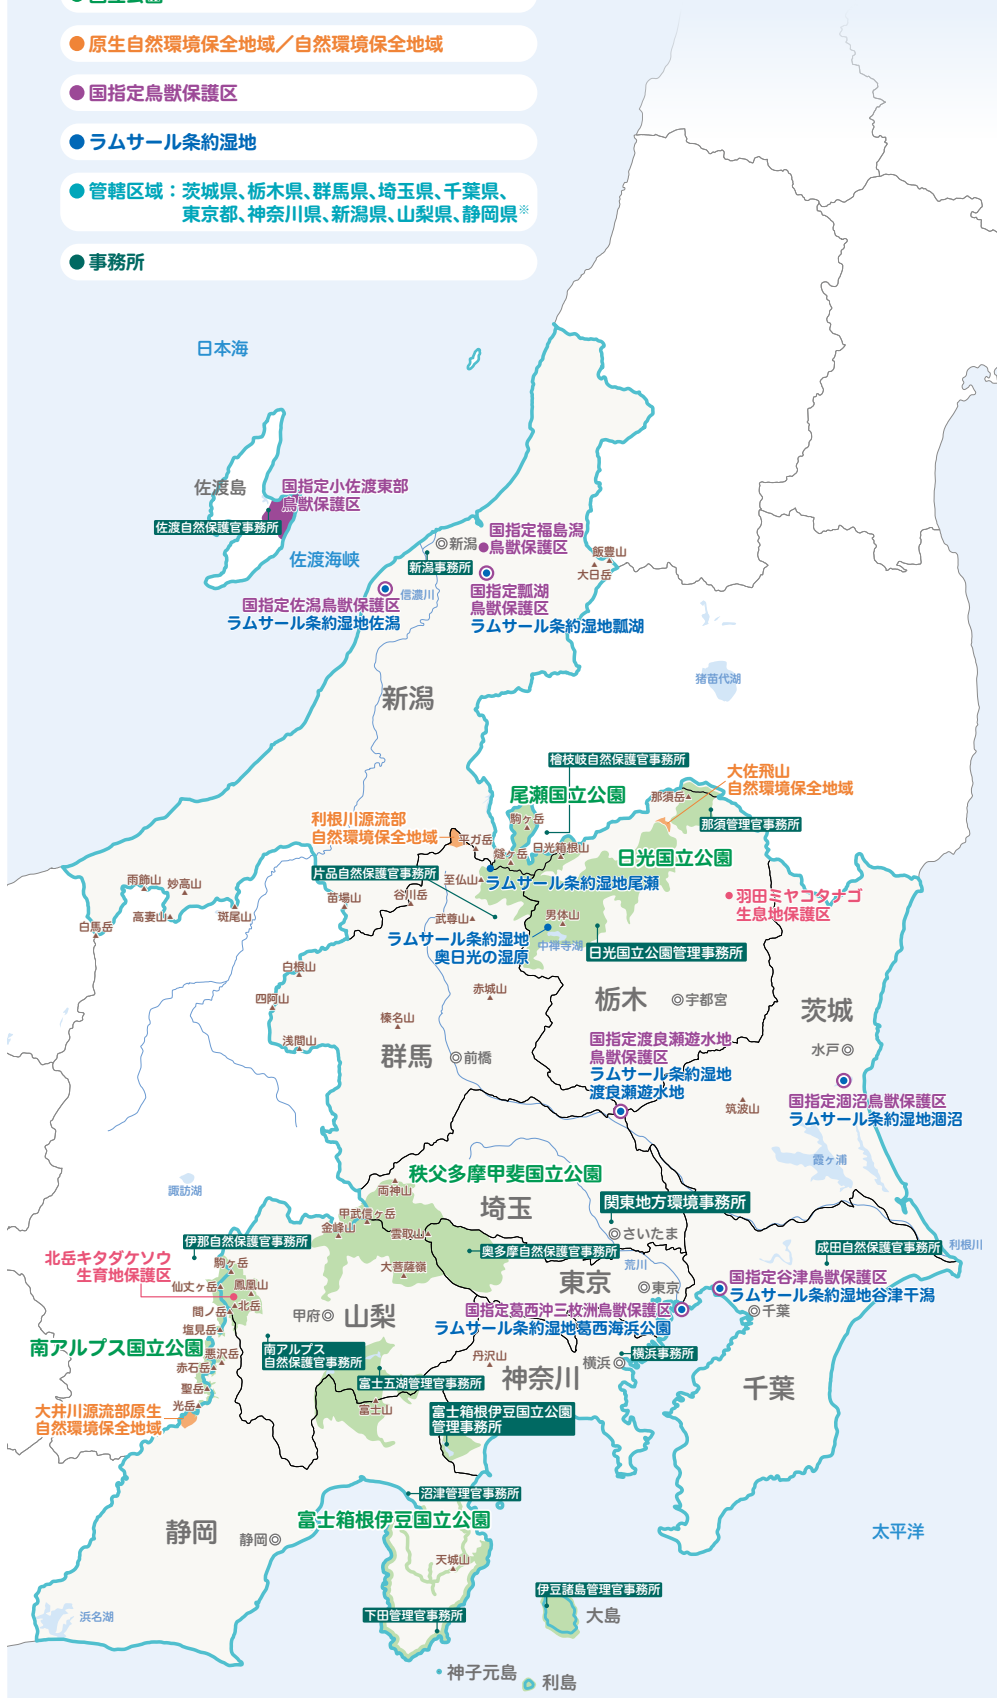 国立公園
原生自然環境保全地域／自然環境保全地域
国指定鳥獣保護区
ラムサール条約湿地
管轄区域：茨城県、栃木県、群馬県、埼玉県、千葉県、
東京都、神奈川県、新潟県、山梨県、静岡県※
事務所
日本海
佐渡島
国指定小佐渡東部
鳥獣保護区
佐渡自然保護官事務所
佐渡海峡
新潟
国指定福島潟
鳥獣保護区
新潟事務所
飯豊山
大日岳
信濃川
国指定佐潟鳥獣保護区
ラムサール条約湿地佐潟
国指定瓢湖
鳥獣保護区
ラムサール条約湿地瓢湖
猪苗代湖
新潟
檜枝岐自然保護官事務所
尾瀬国立公園
大佐飛山
自然環境保全地域
那須岳
那須管理官事務所
利根川源流部
自然環境保全地域
駒ヶ岳
平ガ岳
燧ヶ岳
日光箱根山
日光国立公園
片品自然保護官事務所
至仏山
ラムサール条約湿地尾瀬
羽田ミヤコタナゴ
生息地保護区
雨飾山
妙高山
高妻山
斑尾山
白馬岳
苗場山
谷川岳
武尊山
男体山
ラムサール条約湿地
奥日光の湿原
中禅寺湖
日光国立公園管理事務所
白根山
四阿山
浅間山
赤城山
榛名山
群馬
前橋
栃木
宇都宮
茨城
水戸
国指定渡良瀬遊水地
鳥獣保護区
ラムサール条約湿地
渡良瀬遊水地
筑波山
国指定涸沼鳥獣保護区
ラムサール条約湿地涸沼
霞ヶ浦
諏訪湖
秩父多摩甲斐国立公園
両神山
埼玉
関東地方環境事務所
甲武信ヶ岳
金峰山
雲取山
さいたま
伊那自然保護官事務所
奥多摩自然保護官事務所
成田自然保護官事務所
利根川
北岳キタダケソウ
生育地保護区
駒ヶ岳
仙丈ヶ岳
鳳凰山
大菩薩嶺
荒川
東京
東京
国指定谷津鳥獣保護区
ラムサール条約湿地谷津干潟
間ノ岳
北岳
甲府
山梨
国指定葛西沖三枚洲鳥獣保護区
ラムサール条約湿地葛西海浜公園
千葉
塩見岳
南アルプス国立公園
悪沢岳
赤石岳
南アルプス
自然保護官事務所
丹沢山
神奈川
横浜
横浜事務所
千葉
聖岳
光岳
富士五湖管理官事務所
富士山
大井川源流部原生
自然環境保全地域
富士箱根伊豆国立公園
管理事務所
沼津管理官事務所
富士箱根伊豆国立公園
静岡
静岡
太平洋
天城山
伊豆諸島管理官事務所
大島
浜名湖
下田管理官事務所
神子元島
利島